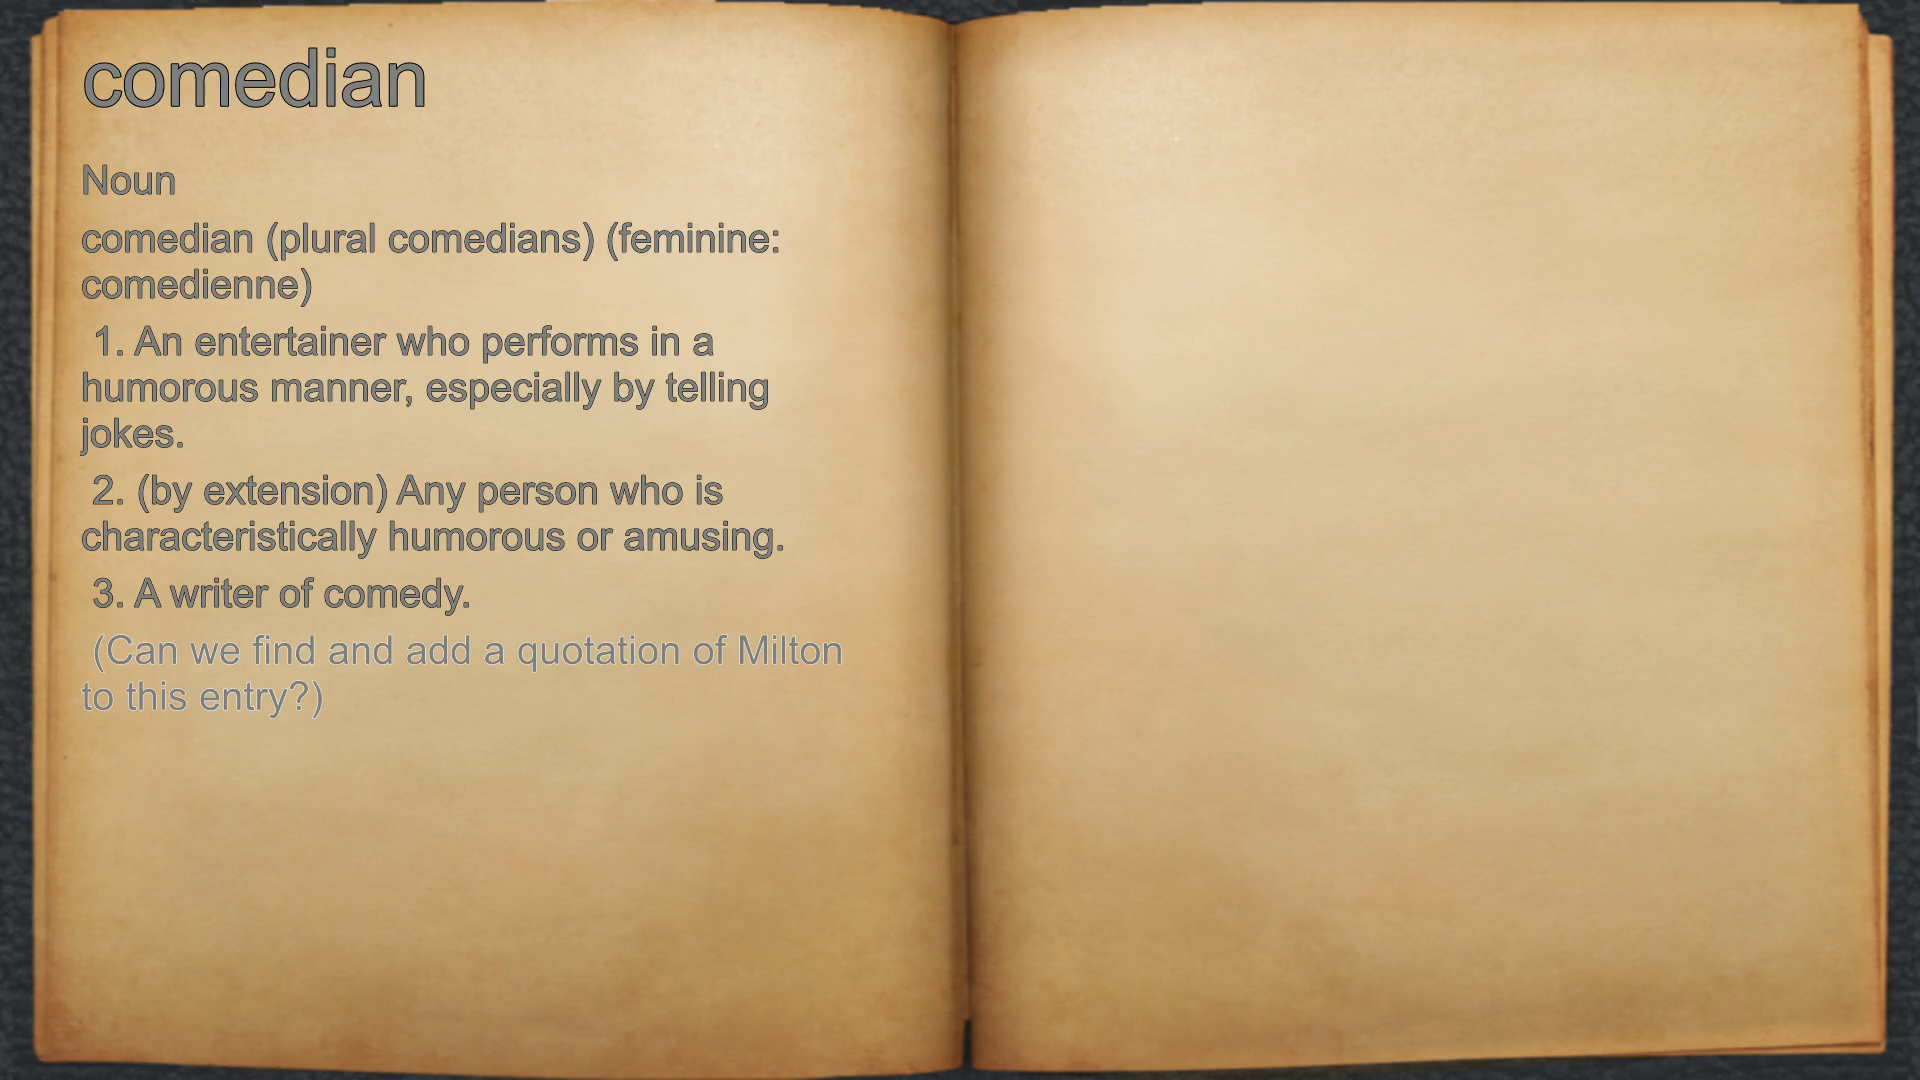 comedian
Noun
comedian (plural comedians) (feminine:
comedienne)
1. An entertainer who performs in a
humorous manner, especially by telling
jokes.
2. (by extension) Any person who is
characteristically humorous or amusing.
3. A writer of comedy.
(Can we find and add a quotation of Milton
to this entry?)